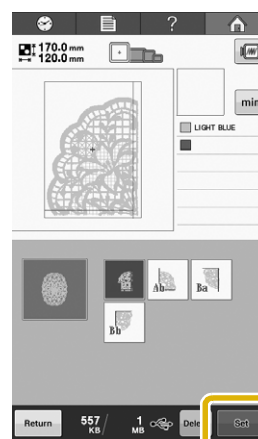 ?
170.0 mm
120.0 mm
min
LIGHT BLUE
Ab
Ba
Bb
Return 557 KB / 1 MB Dele Set